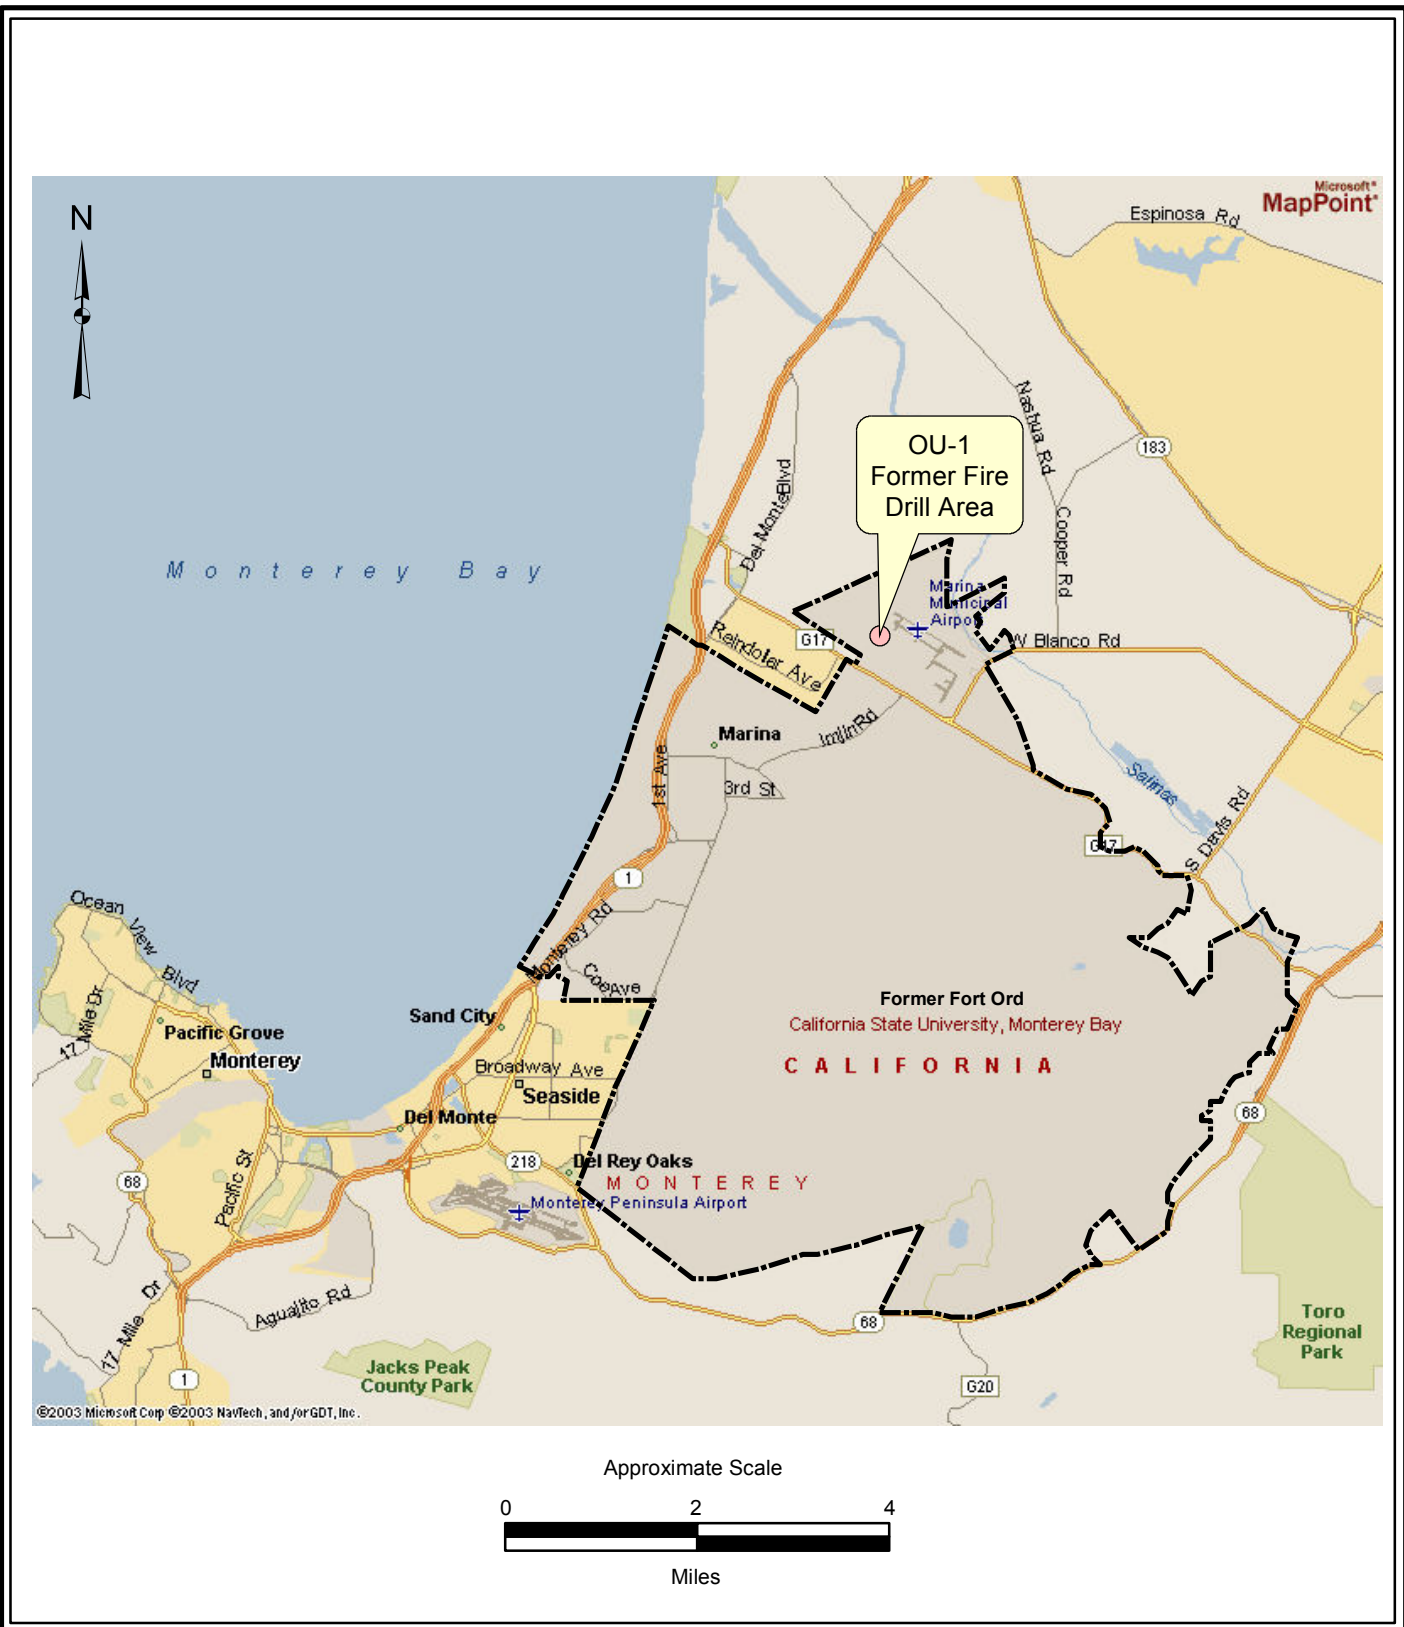 Microsoft®
MapPoint®
N
Espinosa Rd
Nashua Rd
183
OU-1
Former Fire
Drill Area
Del Monte Blvd
Cooper Rd
Monterey Bay
Marina
Municipal
Airport
G17
W Blanco Rd
Reindollar Ave
Imjin Rd
Marina
1st Ave
3rd St
Salinas
G17
S Davis Rd
1
Ocean View Blvd
Monterey Rd
Coe Ave
17 Mile Dr
Pacific Grove
Monterey
Sand City
Former Fort Ord
California State University, Monterey Bay
CALIFORNIA
Broadway Ave
Seaside
Del Monte
68
218
Del Rey Oaks
MONTEREY
68
Pacific St
Monterey Peninsula Airport
17 Mile Dr
Aguajito Rd
68
Toro
Regional
Park
Jacks Peak
County Park
1
G20
©2003 Microsoft Corp ©2003 NavTech, and/or GDT, Inc.
Approximate Scale
0 2 4
Miles